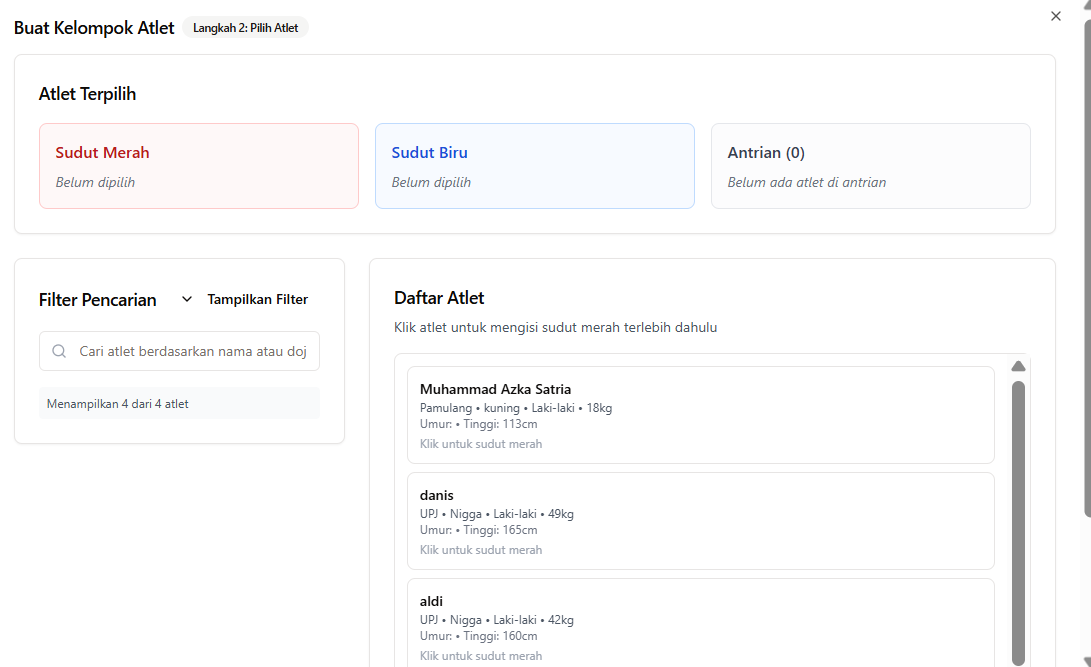 Buat Kelompok Atlet
Langkah 2: Pilih Atlet
Atlet Terpilih
Sudut Merah
Belum dipilih
Sudut Biru
Belum dipilih
Antrian (0)
Belum ada atlet di antrian
Filter Pencarian
Tampilkan Filter
Cari atlet berdasarkan nama atau doj
Menampilkan 4 dari 4 atlet
Daftar Atlet
Klik atlet untuk mengisi sudut merah terlebih dahulu
Muhammad Azka Satria
Pamulang • kuning • Laki-laki • 18kg
Umur: • Tinggi: 113cm
Klik untuk sudut merah
danis
UPJ • Nigga • Laki-laki • 49kg
Umur: • Tinggi: 165cm
Klik untuk sudut merah
aldi
UPJ • Nigga • Laki-laki • 42kg
Umur: • Tinggi: 160cm
Klik untuk sudut merah